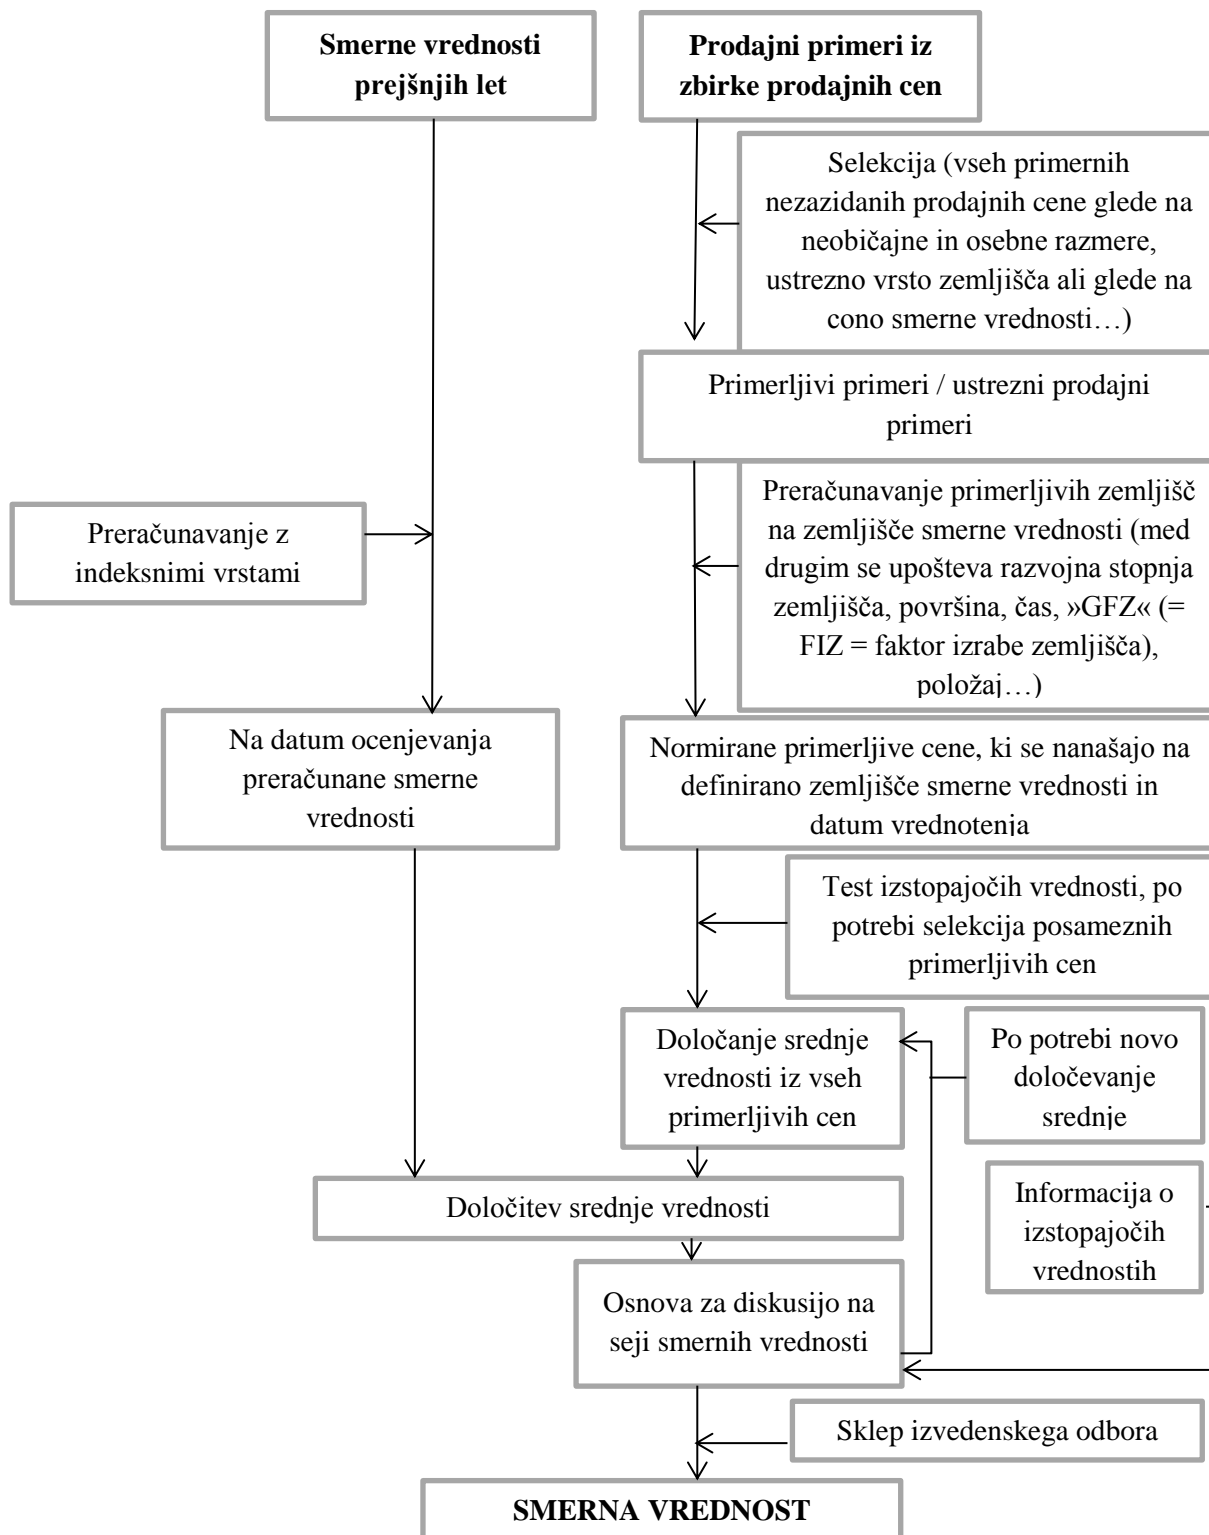 Smerne vrednosti
prejšnjih let
Prodajni primeri iz
zbirke prodajnih cen
Selekcija (vseh primernih
nezazidanih prodajnih cene glede na
neobičajne in osebne razmere,
ustrezno vrsto zemljišča ali glede na
cono smerne vrednosti…)
Primerljivi primeri / ustrezni prodajni
primeri
Preračunavanje z
indeksnimi vrstami
Preračunavanje primerljivih zemljišč
na zemljišče smerne vrednosti (med
drugim se upošteva razvojna stopnja
zemljišča, površina, čas, »GFZ« (=
FIZ = faktor izrabe zemljišča),
položaj…)
Na datum ocenjevanja
preračunane smerne
vrednosti
Normirane primerljive cene, ki se nanašajo na
definirano zemljišče smerne vrednosti in
datum vrednotenja
Test izstopajočih vrednosti, po
potrebi selekcija posameznih
primerljivih cen
Določanje srednje
vrednosti iz vseh
primerljivih cen
Po potrebi novo
določevanje
srednje
Določitev srednje vrednosti
Informacija o
izstopajočih
vrednostih
Osnova za diskusijo na
seji smernih vrednosti
Sklep izvedenskega odbora
SMERNA VREDNOST